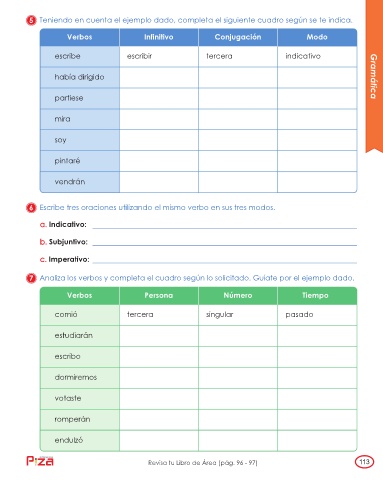 5 Teniendo en cuenta el ejemplo dado, completa el siguiente cuadro según se te indica.
Verbos Infinitivo Conjugación Modo
escribe escribir tercera indicativo
había dirigido
partiese
mira
soy
pintaré
vendrán
Gramática
6 Escribe tres oraciones utilizando el mismo verbo en sus tres modos.
a. Indicativo:
b. Subjuntivo:
c. Imperativo:
7 Analiza los verbos y completa el cuadro según lo solicitado. Guíate por el ejemplo dado.
Verbos Persona Número Tiempo
comió tercera singular pasado
estudiarán
escribo
dormiremos
votaste
romperán
endulzó
Revisa tu Libro de Área (pág. 96 - 97)
113